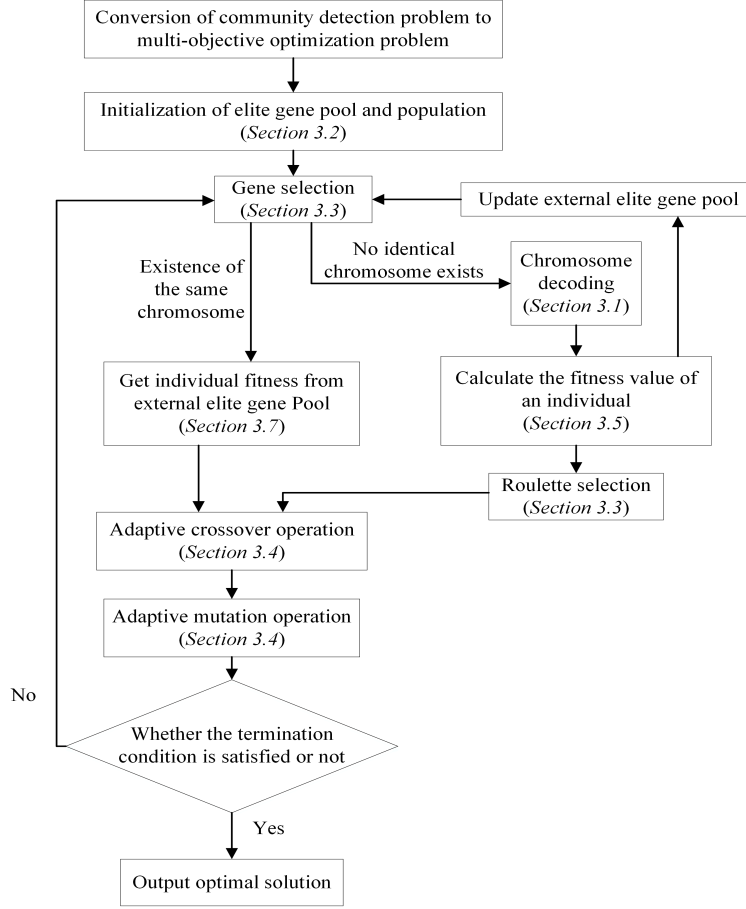 Conversion of community detection problem to
multi-objective optimization problem
Initialization of elite gene pool and population
(Section 3.2)
Gene selection
(Section 3.3)
Update external elite gene pool
No identical
chromosome exists
Existence of
the same
chromosome
Chromosome
decoding
(Section 3.1)
Get individual fitness from
external elite gene Pool
(Section 3.7)
Calculate the fitness value of
an individual
(Section 3.5)
Roulette selection
(Section 3.3)
Adaptive crossover operation
(Section 3.4)
Adaptive mutation operation
(Section 3.4)
No
Whether the termination
condition is satisfied or not
Yes
Output optimal solution